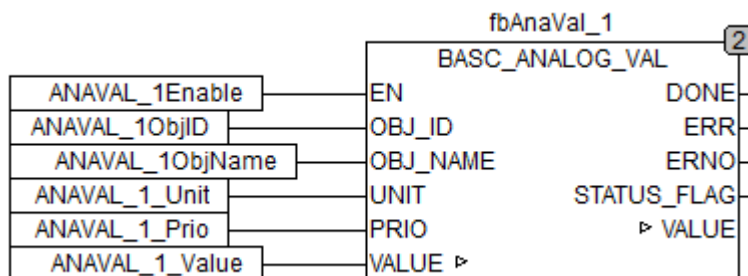 fbAnaVal_1
2
BASC_ANALOG_VAL
ANAVAL_1Enable EN DONE
ANAVAL_1ObjID OBJ_ID ERR
ANAVAL_1ObjName OBJ_NAME ERNO
ANAVAL_1_Unit UNIT STATUS_FLAG
ANAVAL_1_Prio PRIO VALUE
ANAVAL_1_Value VALUE